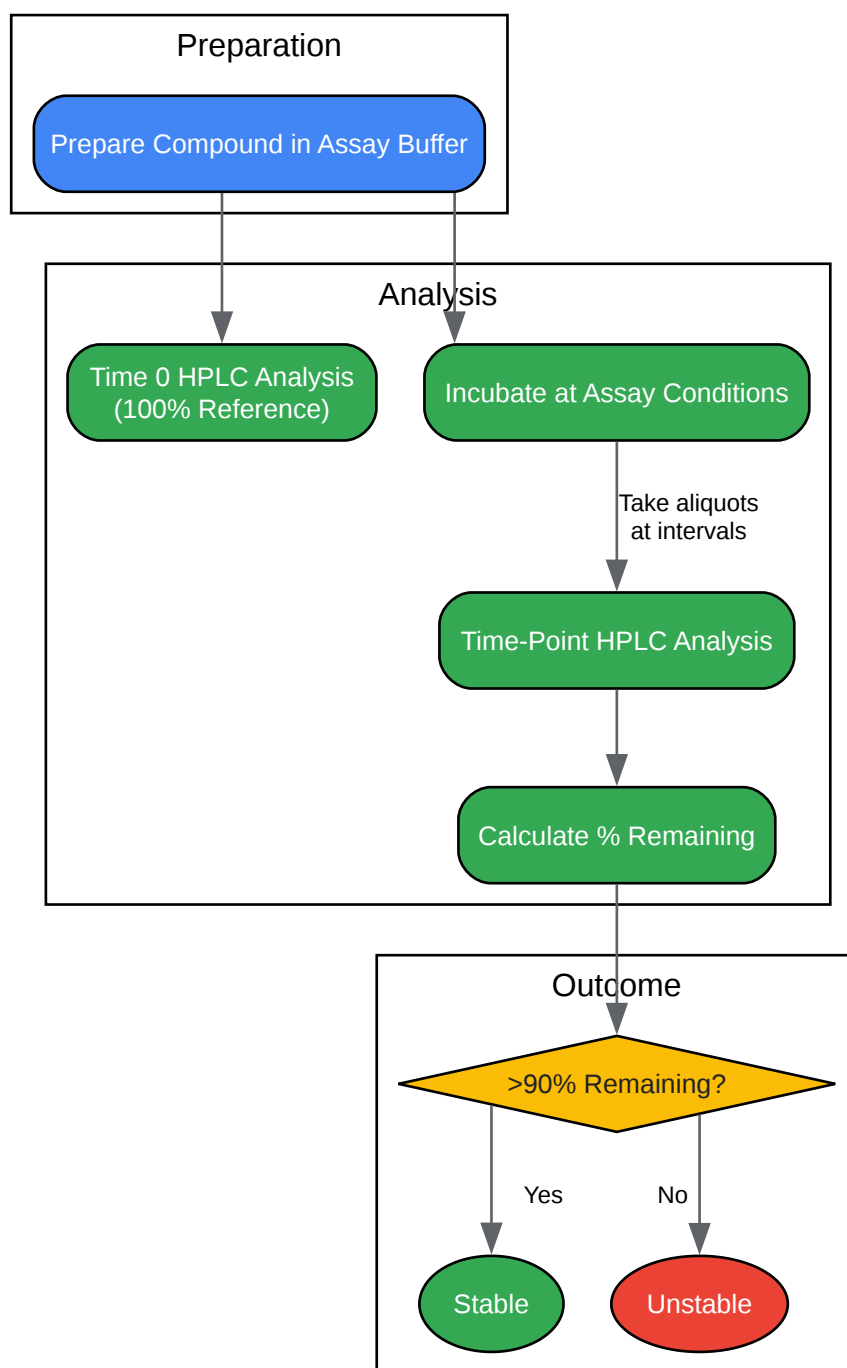 Preparation
Prepare Compound in Assay Buffer
Analysis
Time 0 HPLC Analysis
(100% Reference)
Incubate at Assay Conditions
Take aliquots
at intervals
Time-Point HPLC Analysis
Calculate % Remaining
Outcome
>90% Remaining?
Yes
No
Stable
Unstable